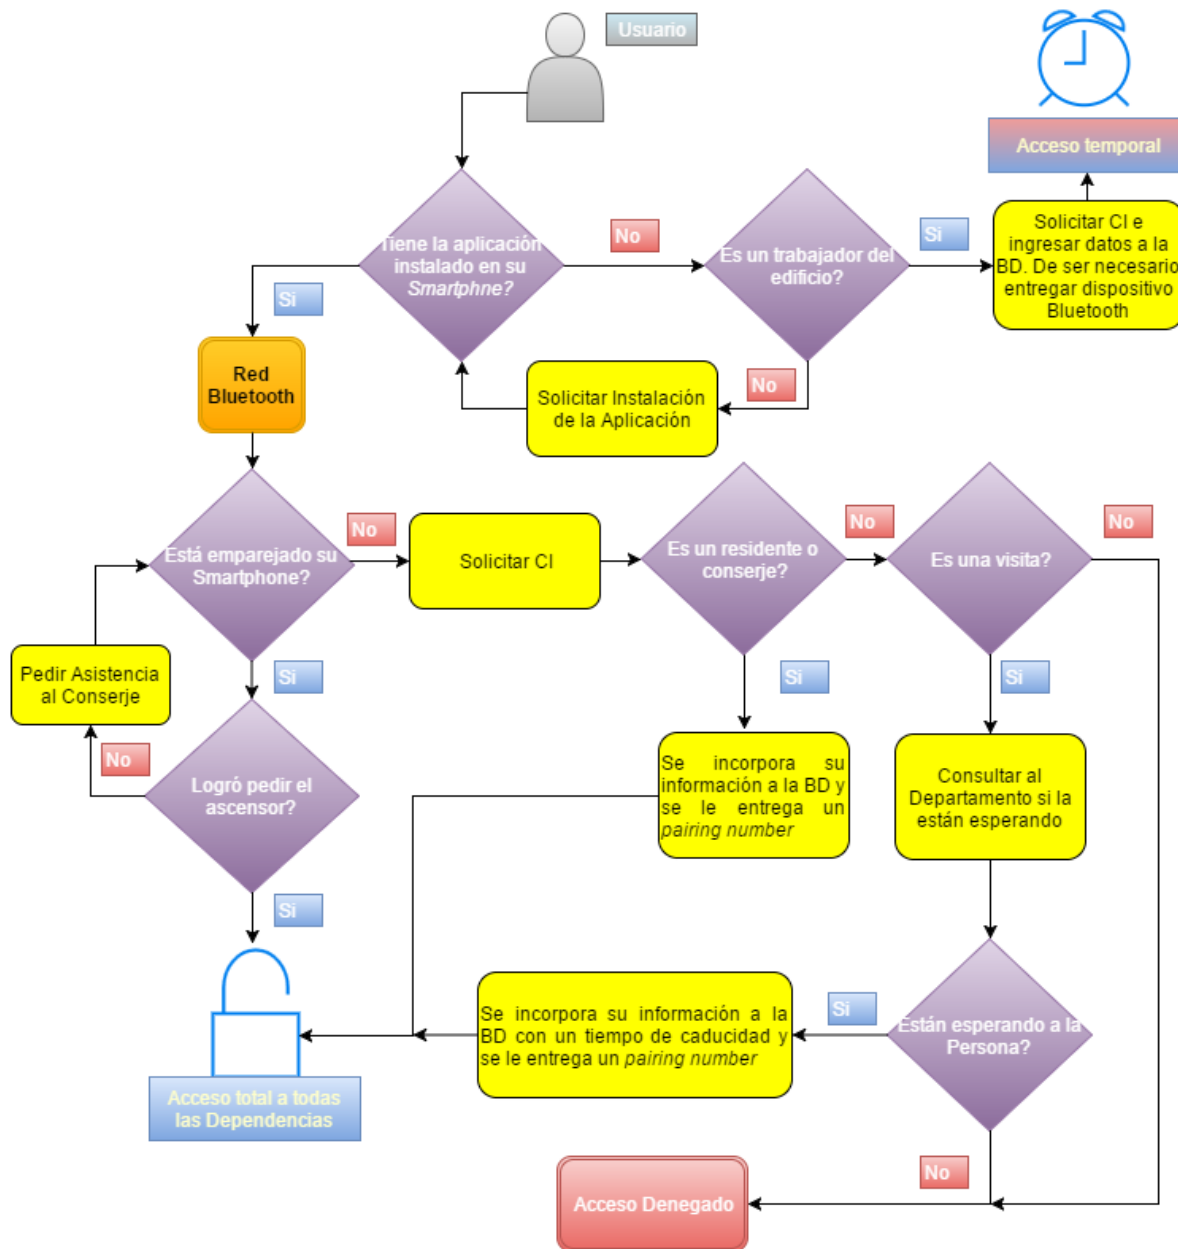 Usuario
Acceso temporal
Tiene la aplicación
instalado en su
Smartphne?
No
Es un trabajador del
edificio?
Si
Solicitar CI e
ingresar datos a la
BD. De ser necesario
entregar dispositivo
Bluetooth
Si
Red
Bluetooth
Solicitar Instalación
de la Aplicación
No
Está emparejado su
Smartphone?
No
Solicitar CI
Es un residente o
conserje?
No
Es una visita?
No
Pedir Asistencia
al Conserje
Si
Si
Si
No
Logró pedir el
ascensor?
Se incorpora su
información a la BD y
se le entrega un
pairing number
Consultar al
Departamento si la
están esperando
Si
Se incorpora su información a la
BD con un tiempo de caducidad y
se le entrega un pairing number
Si
Están esperando a la
Persona?
Acceso total a todas
las Dependencias
No
Acceso Denegado